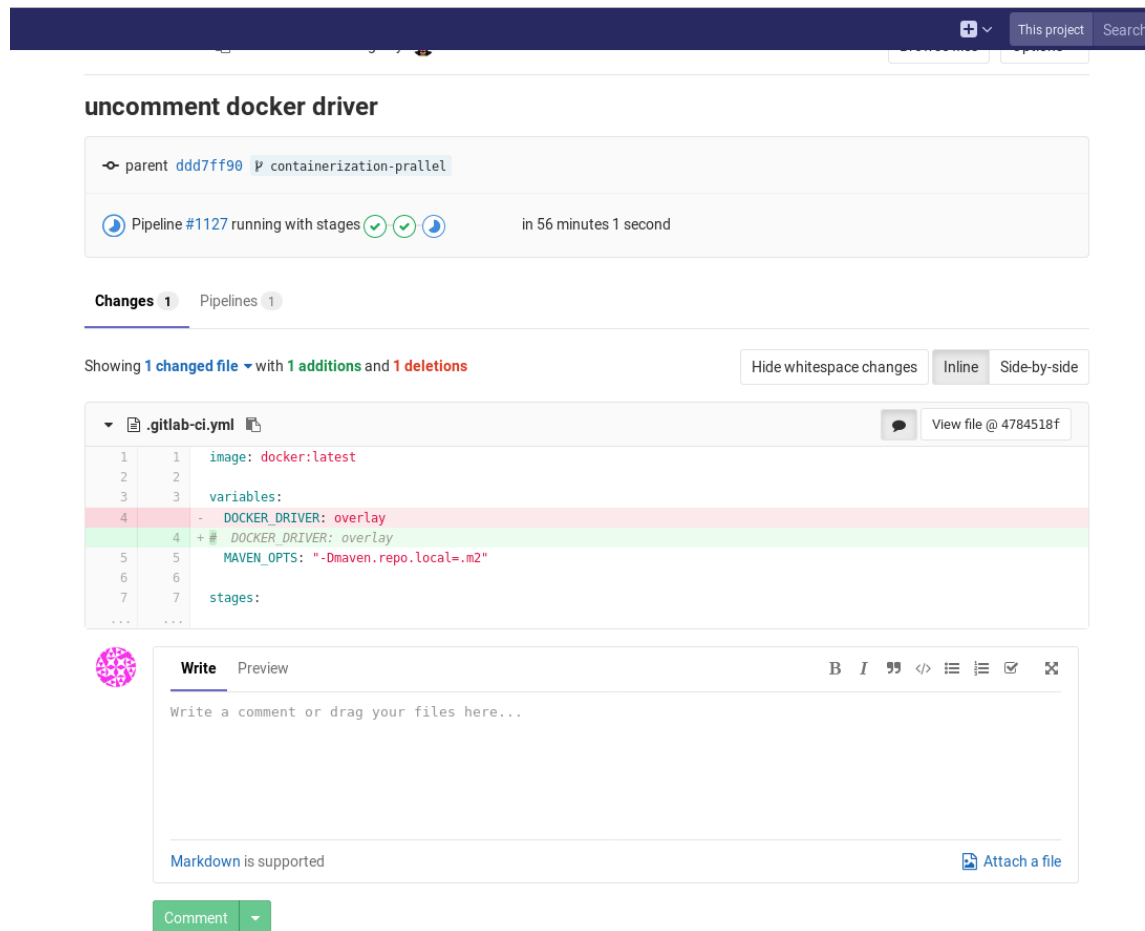 This project Search
uncomment docker driver
parent ddd7ff90 containerization-prallel
Pipeline #1127 running with stages in 56 minutes 1 second
Changes 1 Pipelines 1
Showing 1 changed file with 1 additions and 1 deletions
Hide whitespace changes Inline Side-by-side
.gitlab-ci.yml View file @ 4784518f
1 1 image: docker:latest
2 2
3 3 variables:
4 - DOCKER_DRIVER: overlay
4 +# DOCKER_DRIVER: overlay
5 5 MAVEN_OPTS: "-Dmaven.repo.local=.m2"
6 6
7 7 stages:
... ...
Write Preview
Write a comment or drag your files here...
Markdown is supported Attach a file
Comment